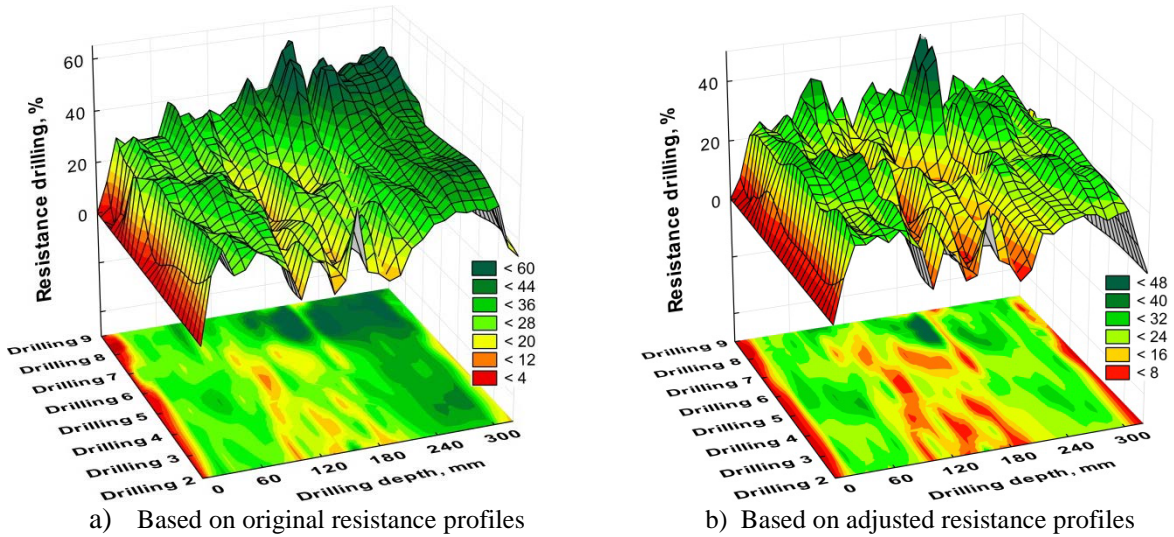 Resistance drilling, %
60
40
20
0
< 60
< 44
< 36
< 28
< 20
< 12
< 4
Drilling 9
Drilling 8
Drilling 7
Drilling 6
Drilling 5
Drilling 4
Drilling 3
Drilling 2
0
60
120
180
240
300
Drilling depth, mm
a) Based on original resistance profiles
Resistance drilling, %
40
20
0
< 48
< 40
< 32
< 24
< 16
< 8
Drilling 9
Drilling 8
Drilling 7
Drilling 6
Drilling 5
Drilling 4
Drilling 3
Drilling 2
0
60
120
180
240
300
Drilling depth, mm
b) Based on adjusted resistance profiles